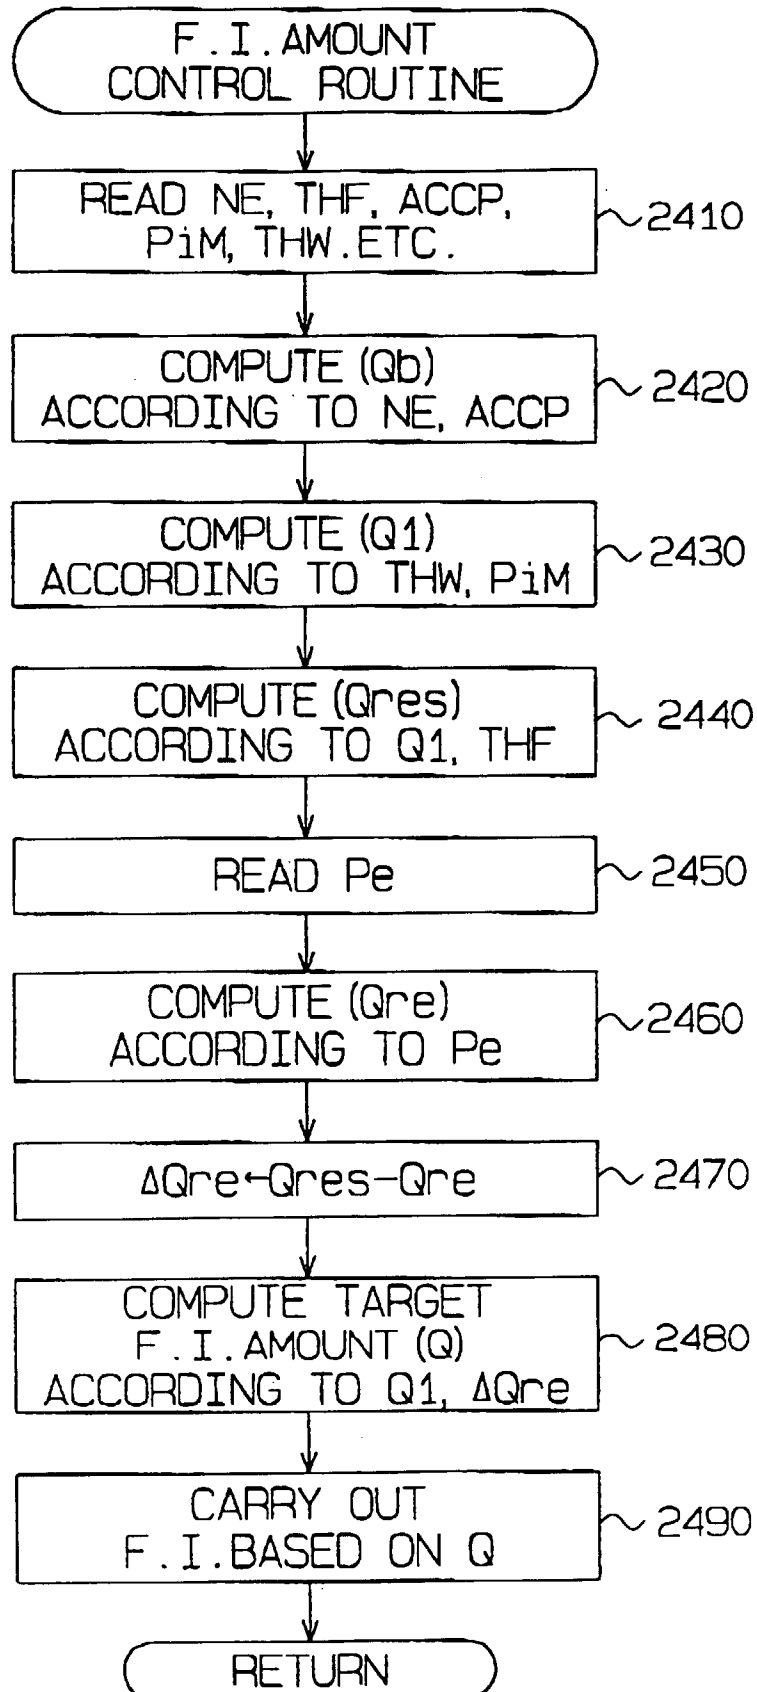 F.I.AMOUNT
CONTROL ROUTINE
READ NE, THF, ACCP,
PiM, THW.ETC.
2410
COMPUTE (Qb)
ACCORDING TO NE, ACCP
2420
COMPUTE (Q1)
ACCORDING TO THW, PiM
2430
COMPUTE (Qres)
ACCORDING TO Q1, THF
2440
READ Pe
2450
COMPUTE (Qre)
ACCORDING TO Pe
2460
ΔQre←Qres-Qre
2470
COMPUTE TARGET
F.I.AMOUNT (Q)
ACCORDING TO Q1, ΔQre
2480
CARRY OUT
F.I.BASED ON Q
2490
RETURN